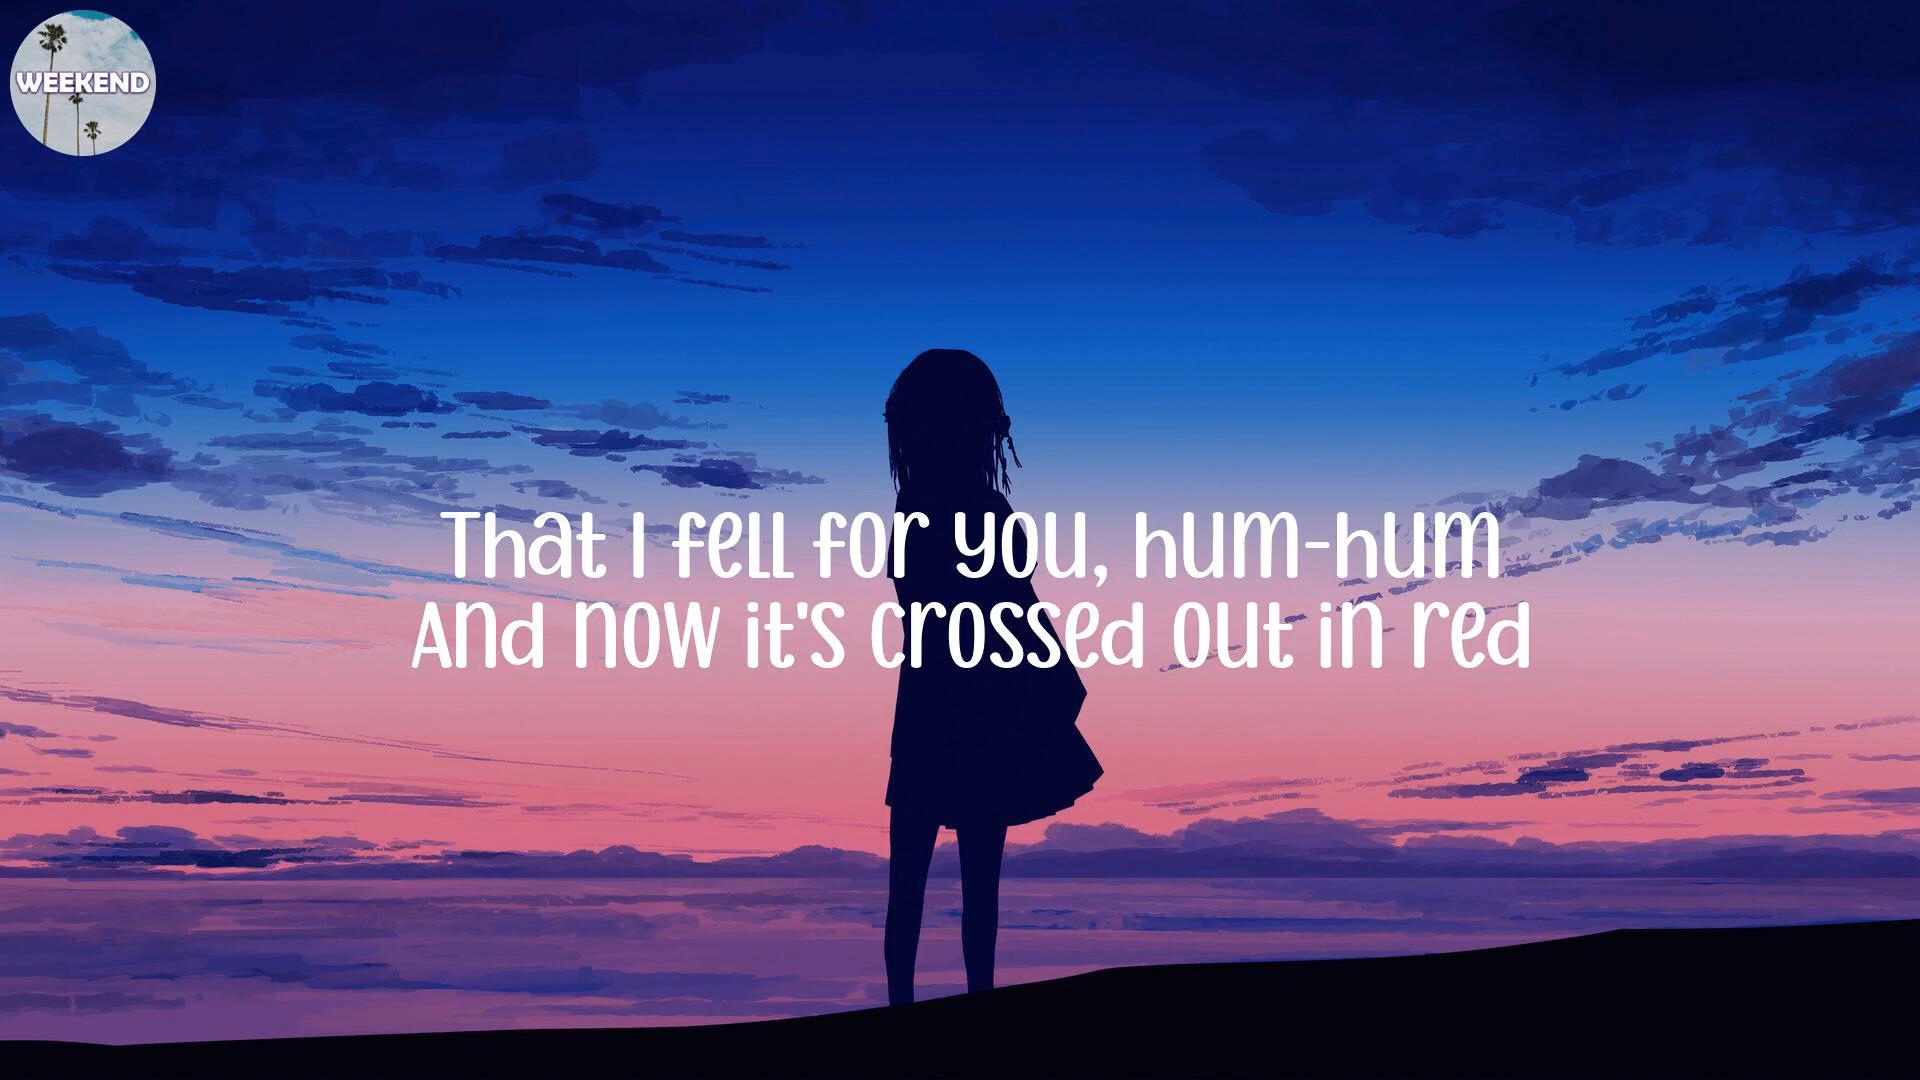 WEEKEND
That I fell for you, hum-hum
And now it's crossed out in red